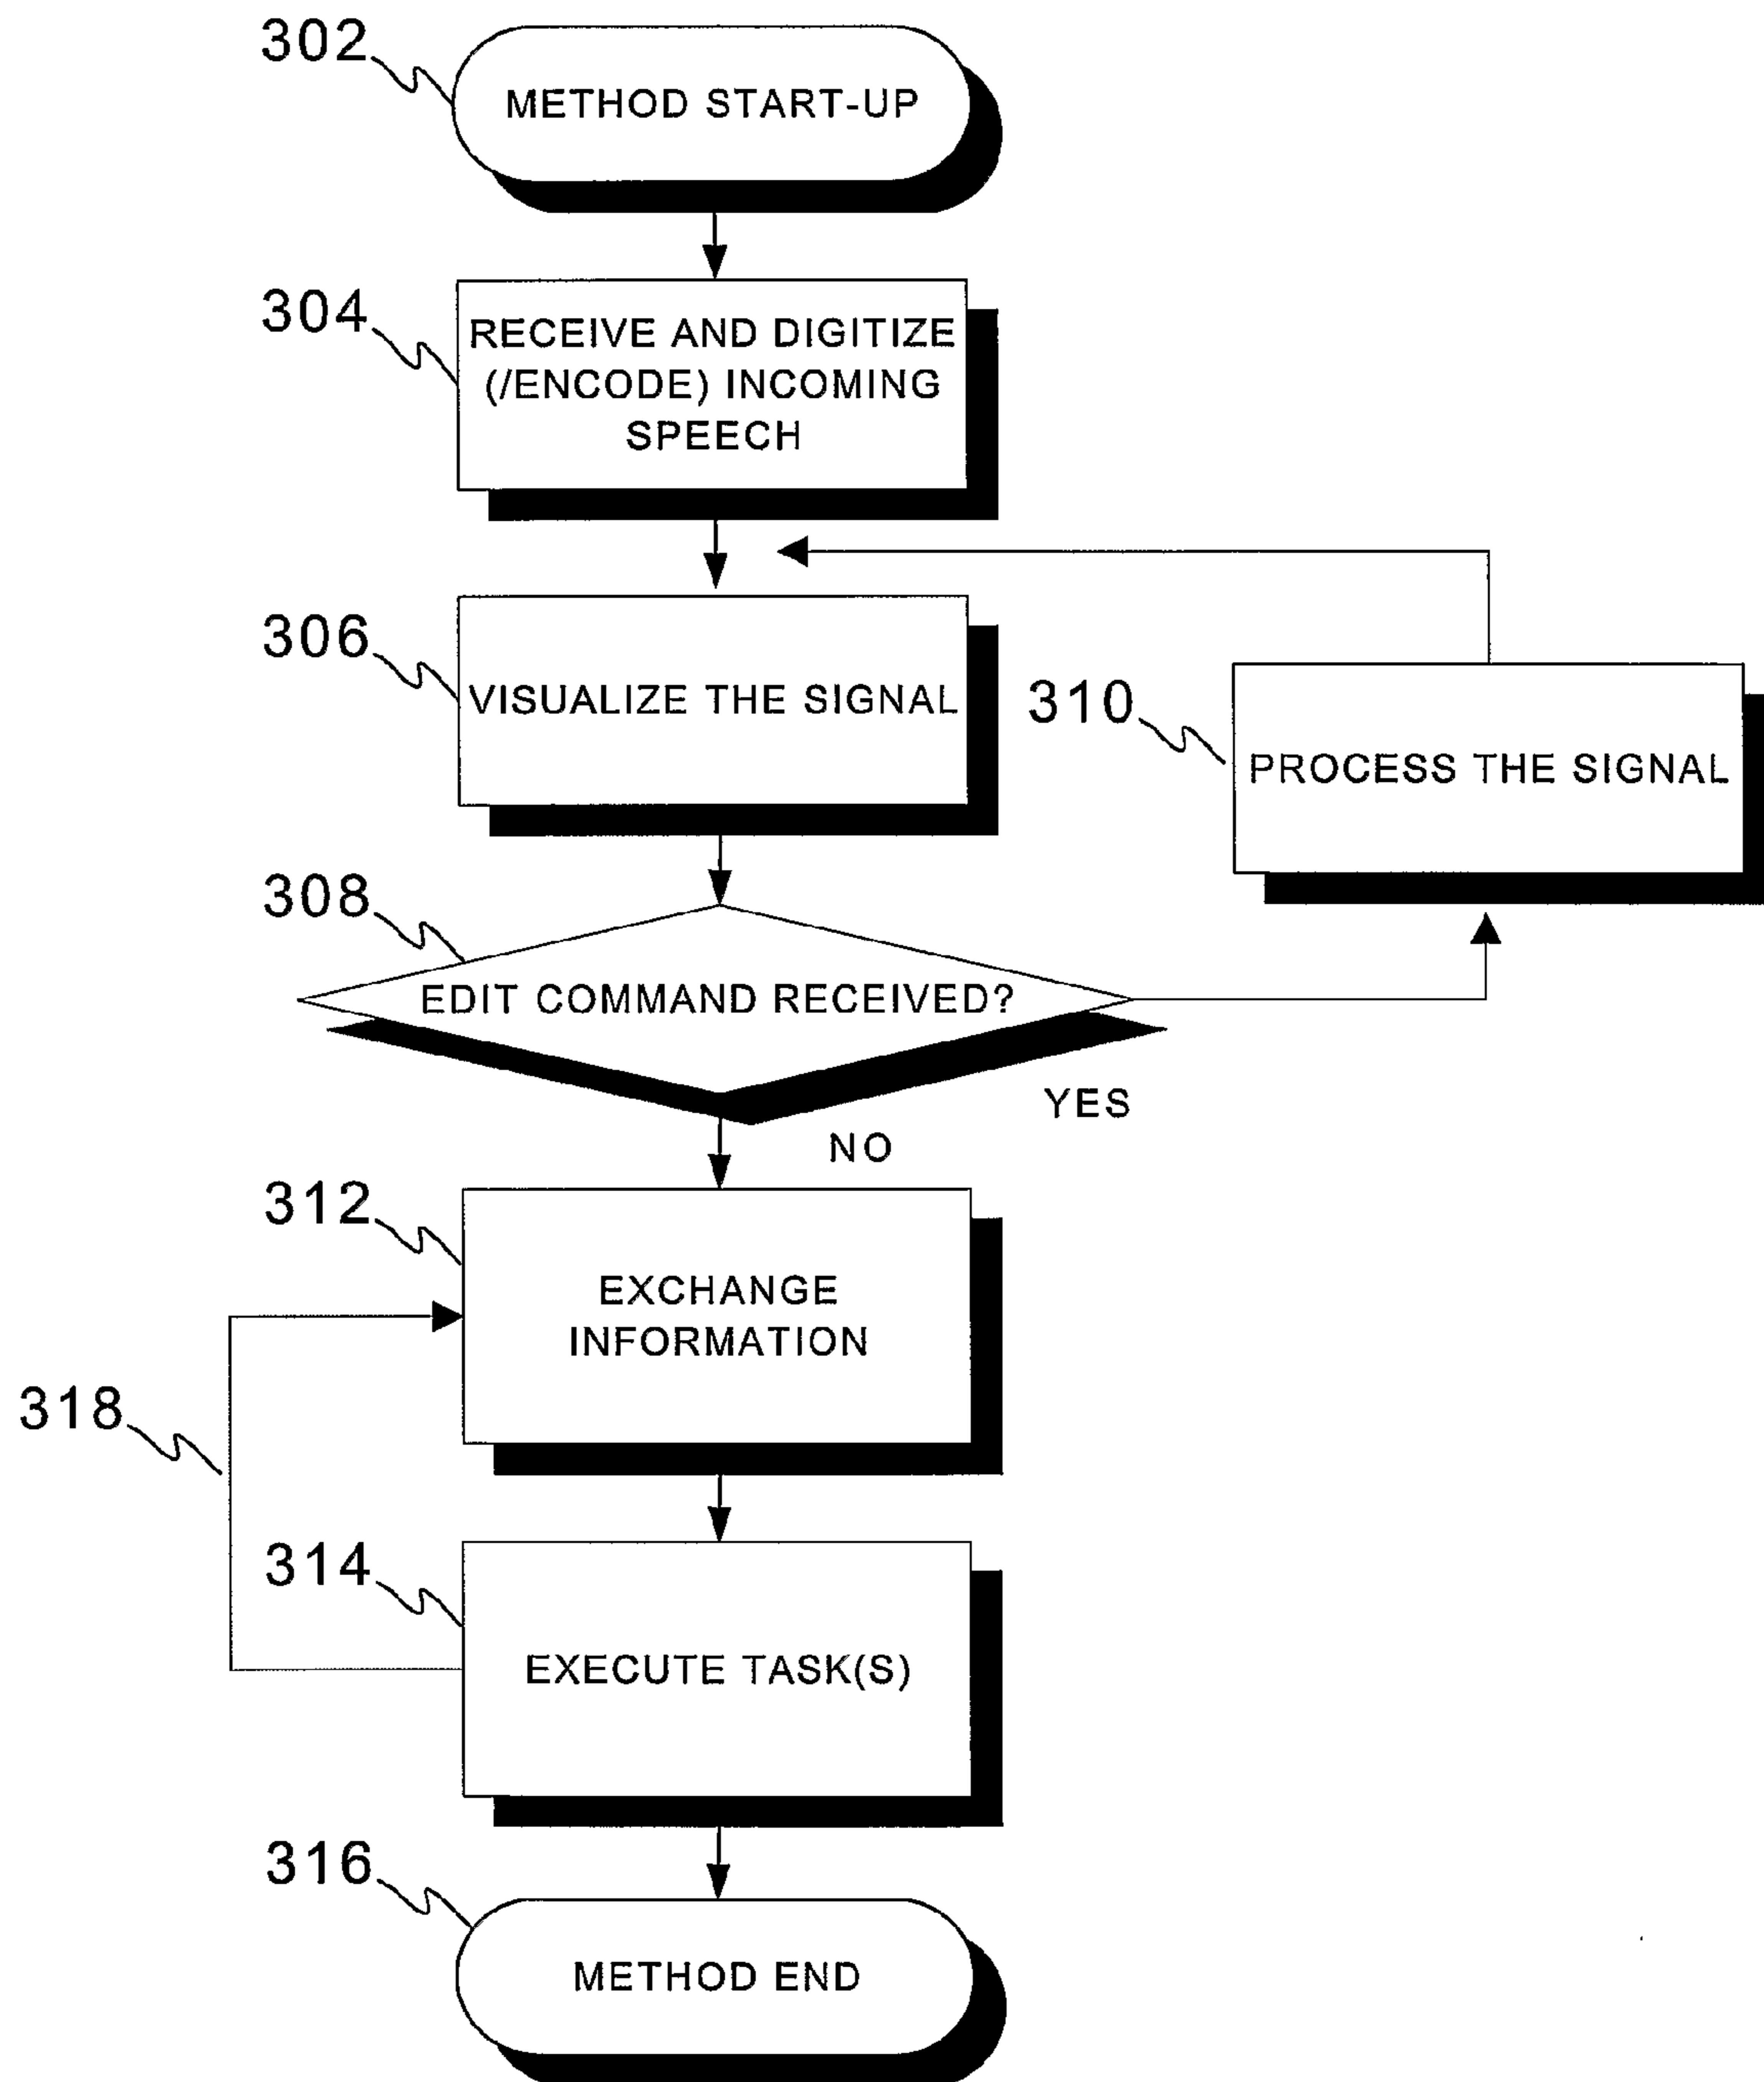 302
METHOD START-UP
304
RECEIVE AND DIGITIZE
(/ENCODE) INCOMING
SPEECH
306
VISUALIZE THE SIGNAL
310
PROCESS THE SIGNAL
308
EDIT COMMAND RECEIVED?
YES
NO
312
EXCHANGE
INFORMATION
318
314
EXECUTE TASK(S)
316
METHOD END